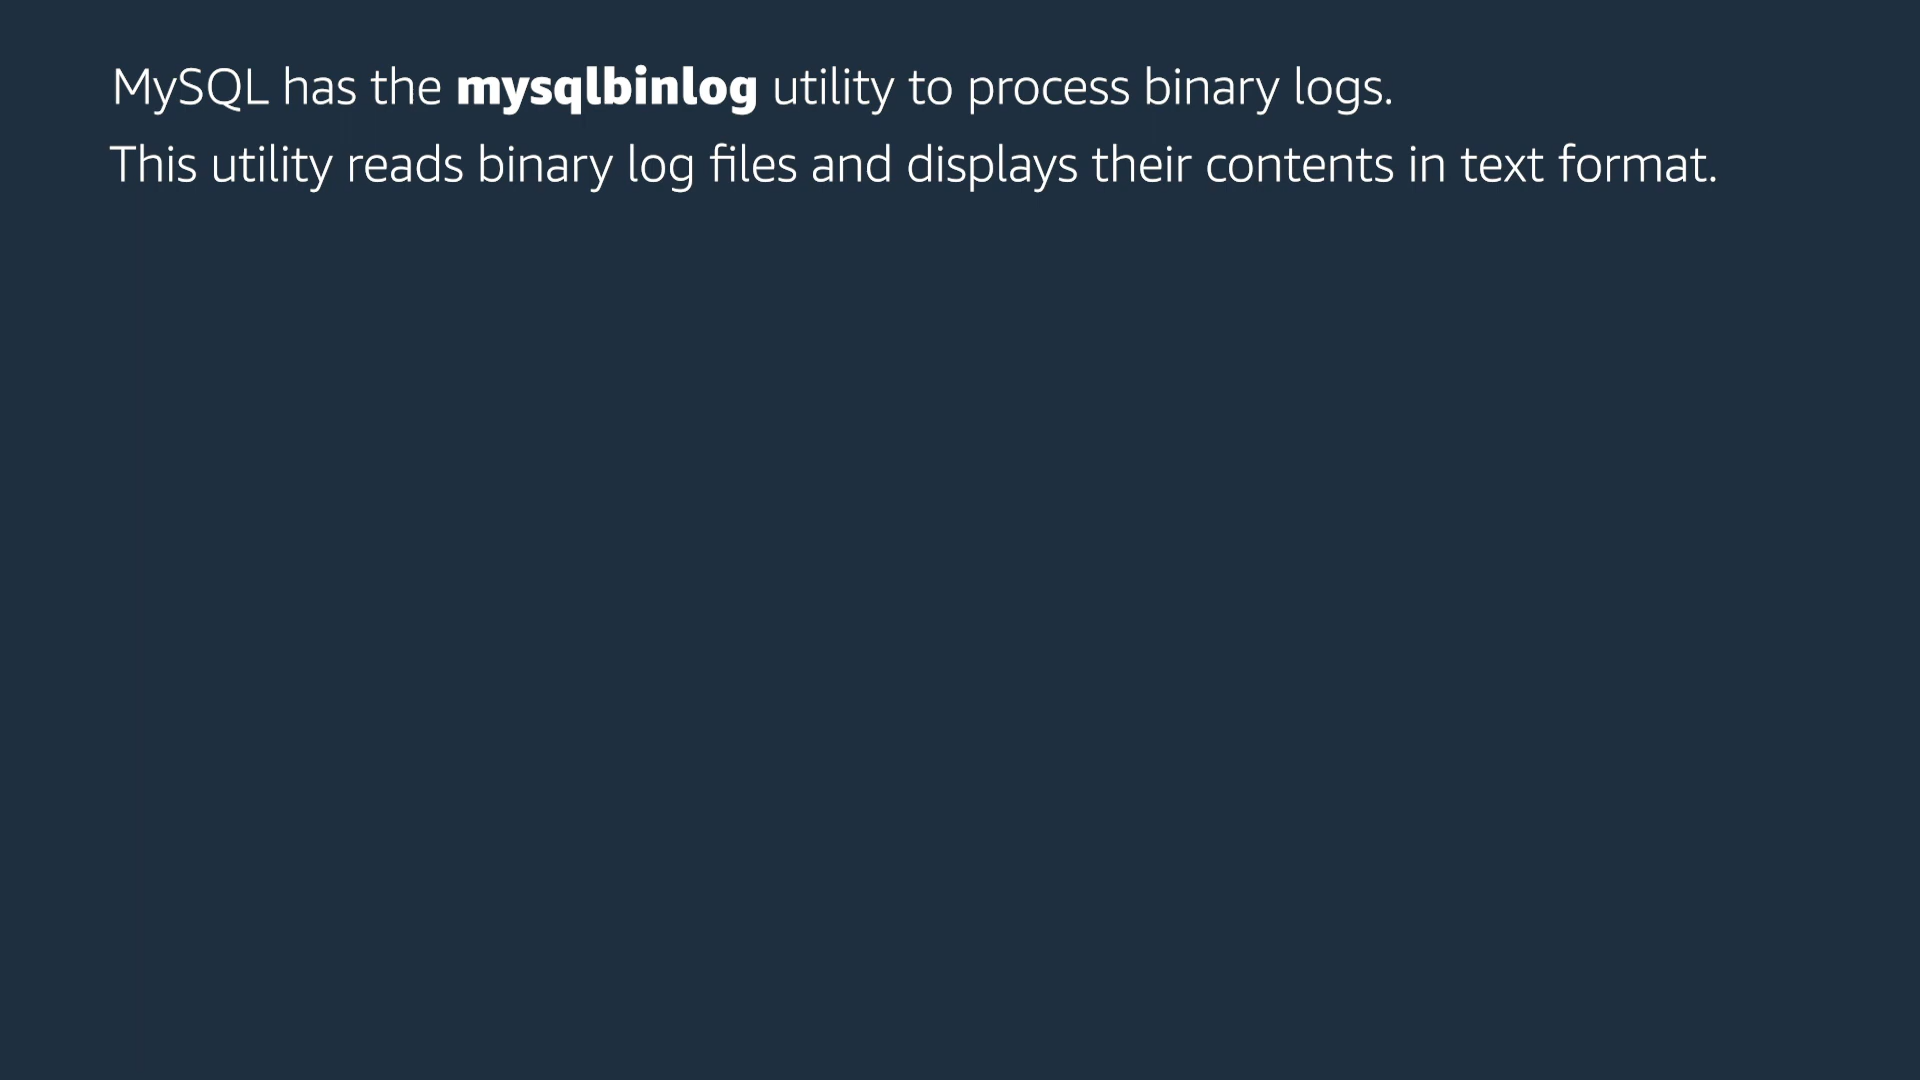 MySQL has the mysqlbinlog utility to process binary logs.
This utility reads binary log files and displays their contents in text format.